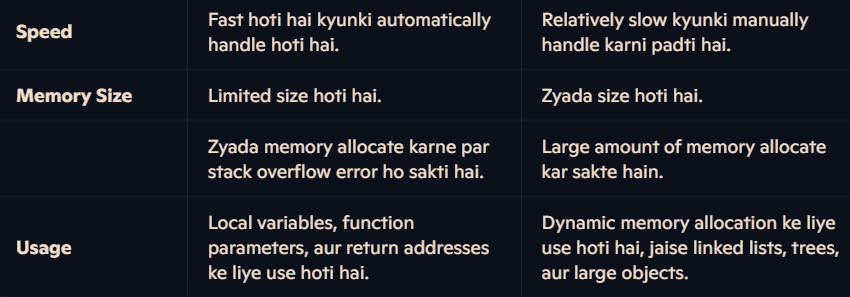 Speed
Fast hoti hai kyunki automatically
handle hoti hai.
Relatively slow kyunki manually
handle karni padti hai.
Memory Size
Limited size hoti hai.
Zyada size hoti hai.
Zyada memory allocate karne par
stack overflow error ho sakti hai.
Large amount of memory allocate
kar sakte hain.
Usage
Local variables, function
parameters, aur return addresses
ke liye use hoti hai.
Dynamic memory allocation ke liye
use hoti hai, jaise linked lists, trees,
aur large objects.